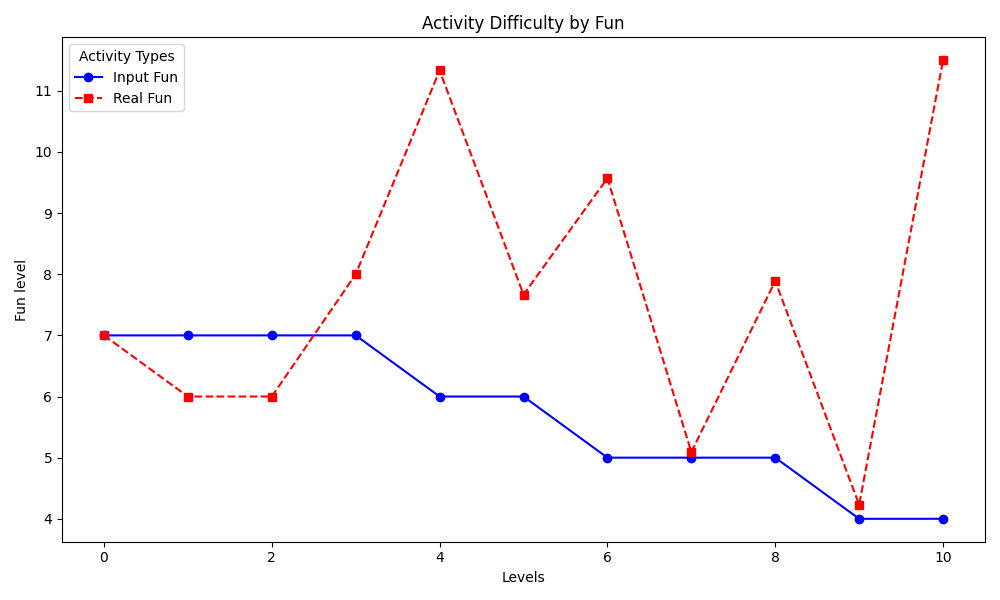 Activity Difficulty by Fun
Activity Types
Input Fun
Real Fun
Fun level
11
10
9
8
7
6
5
4
0 2 4 6 8 10
Levels